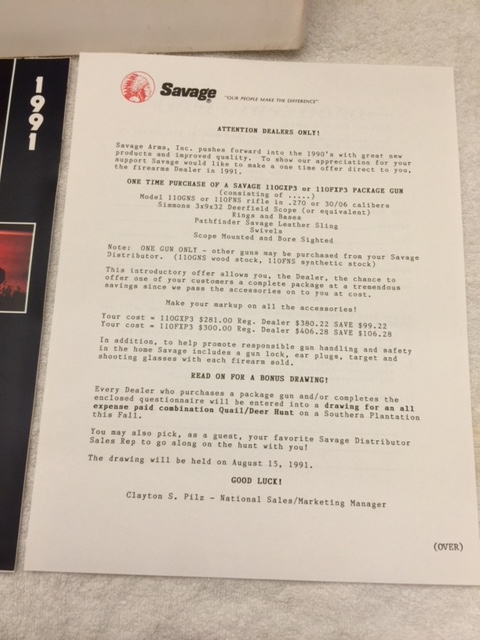 1991
Savage®
"OUR PEOPLE MAKE THE DIFFERENCE"
ATTENTION DEALERS ONLY!
Savage Arms, Inc. pushes forward into the 1990's with great new
products and improved quality. To show our appreciation for your
support Savage would like to make a one time offer direct to you,
the firearms Dealer in 1991.
ONE TIME PURCHASE OF A SAVAGE 110GXP3 or 110FXP3 PACKAGE GUN
(consisting of .....)
Model 110GNS or 110FNS rifle in .270 or 30/06 calibers
Simmons 3x9x32 Deerfield Scope (or equivalent)
Rings and Bases
Pathfinder Savage Leather Sling
Swivels
Scope Mounted and Bore Sighted
Note: ONE GUN ONLY - other guns may be purchased from your Savage
Distributor. (110GNS wood stock, 110FNS synthetic stock)
This introductory offer allows you, the Dealer, the chance to
offer one of your customers a complete package at a tremendous
savings since we pass the accessories on to you at cost.
Make your markup on all the accessories!
Your cost = 110GXP3 $281.00 Reg. Dealer $380.22 SAVE $99.22
Your cost = 110FXP3 $300.00 Reg. Dealer $406.28 SAVE $106.28
In addition, to help promote responsible gun handling and safety
in the home Savage includes a gun lock, ear plugs, target and
shooting glasses with each firearm sold.
READ ON FOR A BONUS DRAWING!
Every Dealer who purchases a package gun and/or completes the
enclosed questionnaire will be entered into a drawing for an all
expense paid combination Quail/Deer Hunt on a Southern Plantation
this Fall.
You may also pick, as a guest, your favorite Savage Distributor
Sales Rep to go along on the hunt with you!
The drawing will be held on August 15, 1991.
GOOD LUCK!
Clayton S. Pilz - National Sales/Marketing Manager
(OVER)